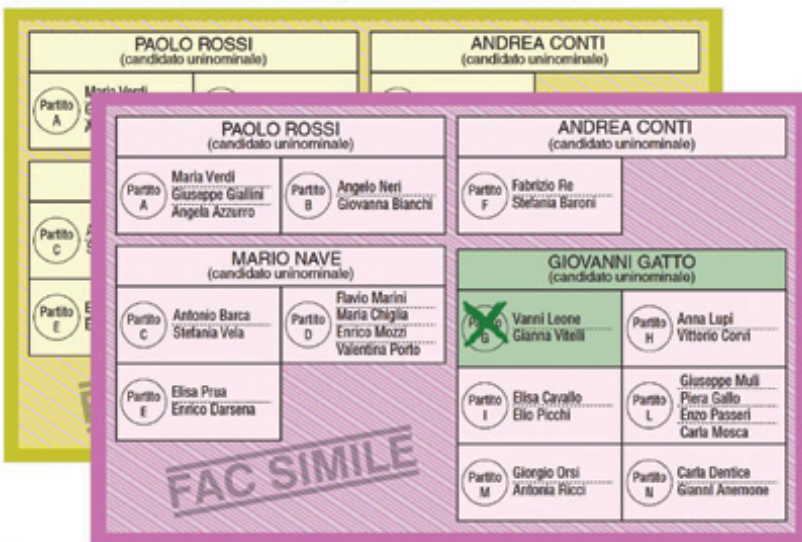 PAOLO ROSSI
(candidato uninominale)
ANDREA CONTI
(candidato uninominale)
Partito
A
Maria Verdi
Partito
C
Partito
E
PAOLO ROSSI
(candidato uninominale)
Partito
A
Maria Verdi
Giuseppe Giallini
Angela Azzurro
Partito
B
Angelo Neri
Giovanna Bianchi
ANDREA CONTI
(candidato uninominale)
Partito
F
Fabrizio Re
Stefania Baroni
MARIO NAVE
(candidato uninominale)
Partito
C
Antonio Barca
Stefania Vela
Partito
D
Flavio Marini
Maria Chiglia
Enrico Mozzi
Valentina Porto
Partito
E
Elisa Prua
Enrico Darsena
GIOVANNI GATTO
(candidato uninominale)
Partito
G
Vanni Leone
Gianna Vitelli
Partito
H
Anna Lupi
Vittorio Corvi
Partito
I
Elisa Cavallo
Elio Picchi
Partito
L
Giuseppe Muli
Piera Gallo
Enzo Passeri
Carla Mosca
Partito
M
Giorgio Orsi
Antonia Ricci
Partito
N
Carla Dentice
Gianni Anemone
FAC SIMILE